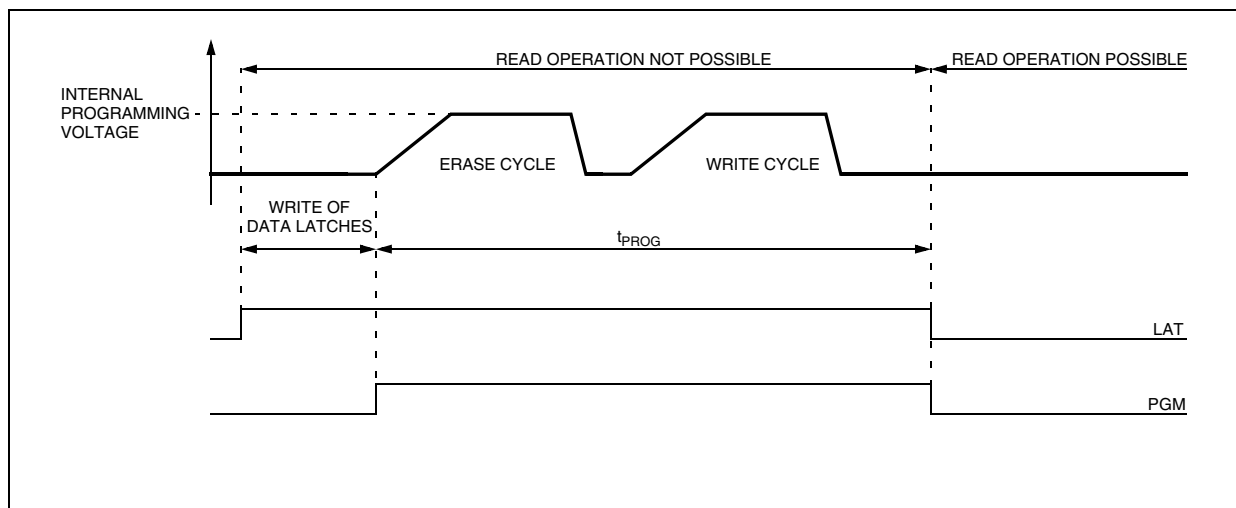 READ OPERATION NOT POSSIBLE
READ OPERATION POSSIBLE
INTERNAL
PROGRAMMING
VOLTAGE
ERASE CYCLE
WRITE CYCLE
WRITE OF
DATA LATCHES
tPROG
LAT
PGM